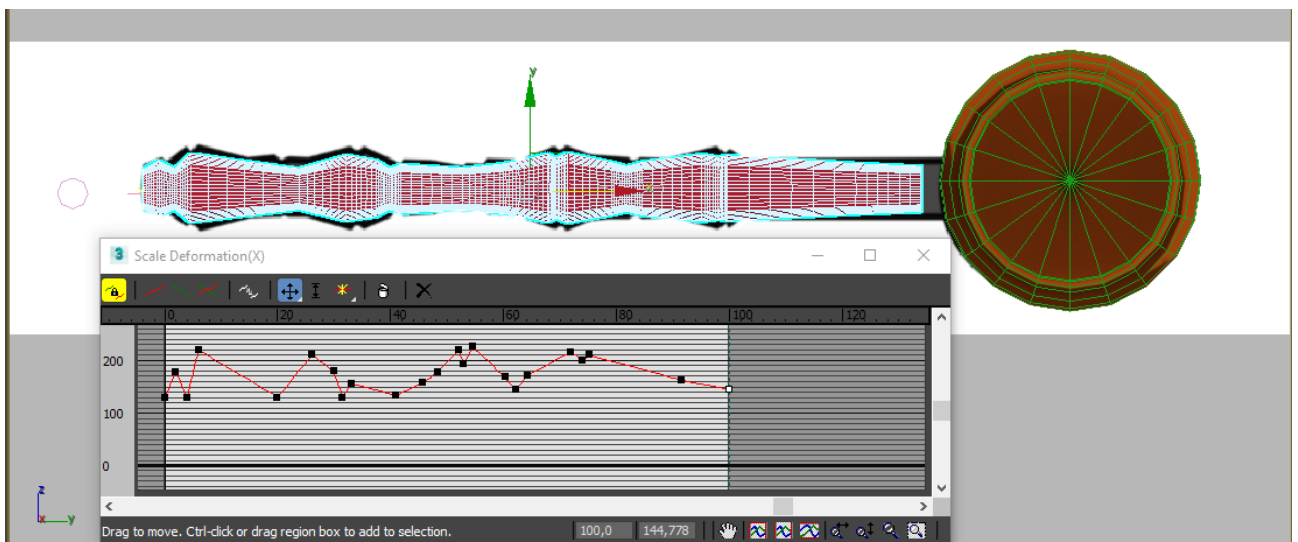 y
x
3 Scale Deformation(X)
0 20 40 60 80 100 120
200
100
0
z
x y
Drag to move. Ctrl-click or drag region box to add to selection. 100,0 144,778